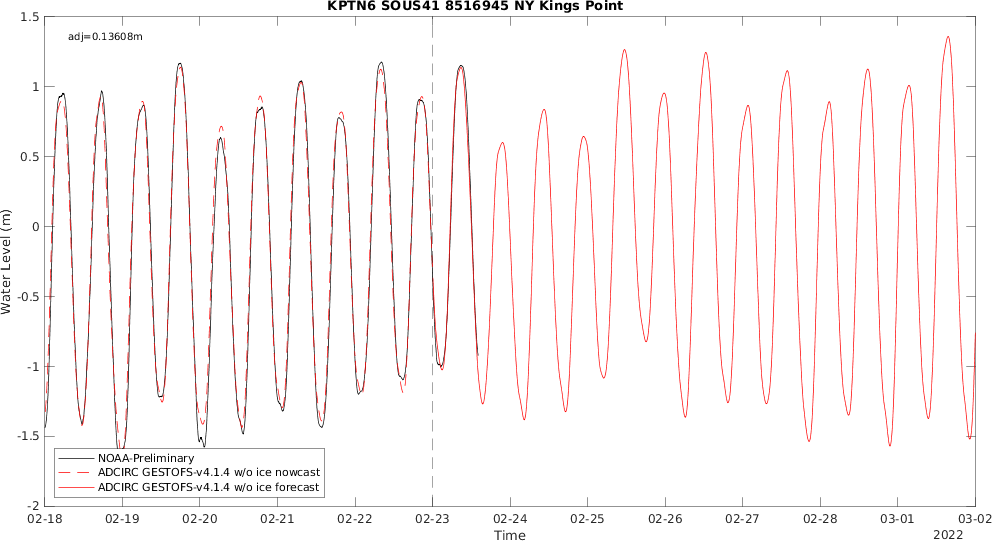 KPTN6 SOUS41 8516945 NY Kings Point
adj=0.13608m
1.5
1
0.5
0
-0.5
-1
-1.5
-2
Water Level (m)
NOAA-Preliminary
ADCIRC GESTOFS-v4.1.4 w/o ice nowcast
ADCIRC GESTOFS-v4.1.4 w/o ice forecast
02-18 02-19 02-20 02-21 02-22 02-23 02-24 02-25 02-26 02-27 02-28 03-01 03-02
Time
2022